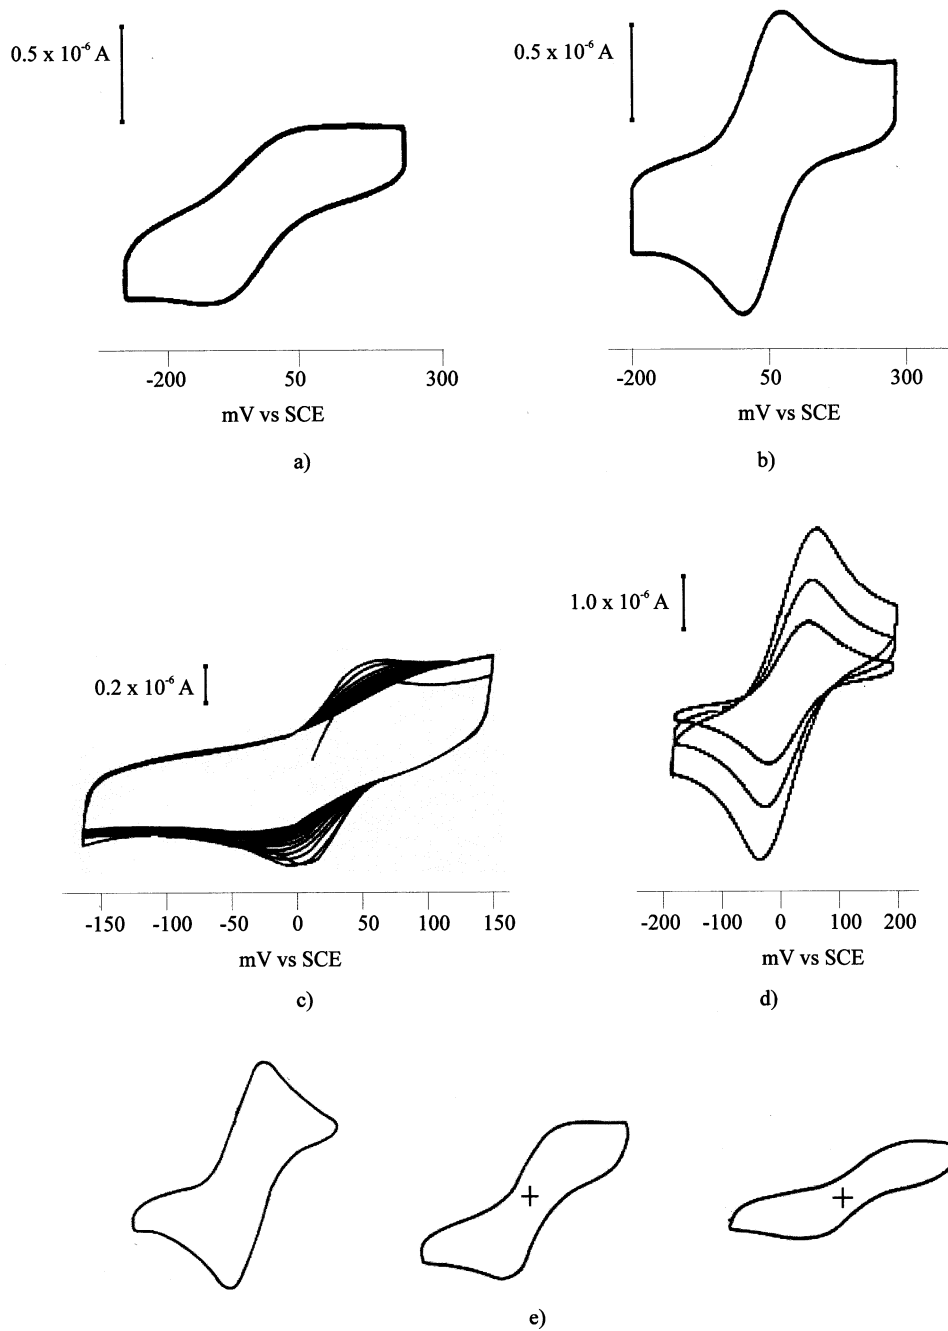 0.5 x 10⁻⁶ A
0.5 x 10⁻⁶ A
-200 50 300
mV vs SCE
a)
-200 50 300
mV vs SCE
b)
0.2 x 10⁻⁶ A
1.0 x 10⁻⁶ A
-150 -100 -50 0 50 100 150
mV vs SCE
c)
-200 -100 0 100 200
mV vs SCE
d)
e)